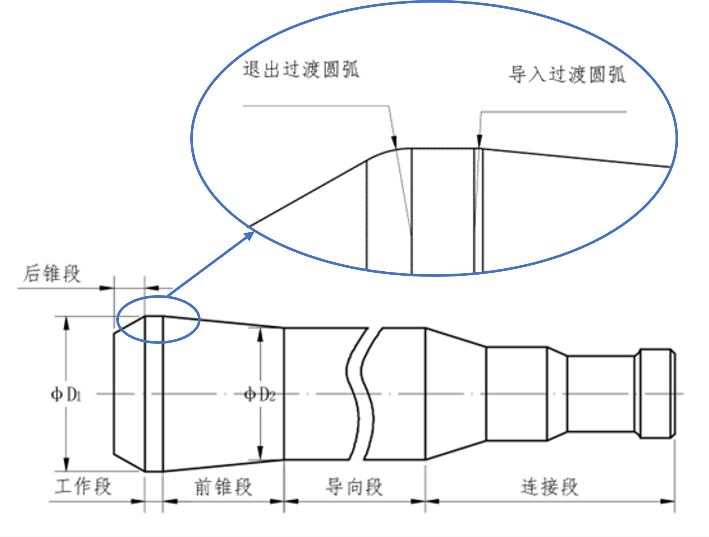 退出过渡圆弧
导入过渡圆弧
后锥段
ϕD₁
ϕD₂
工作段
前锥段
导向段
连接段